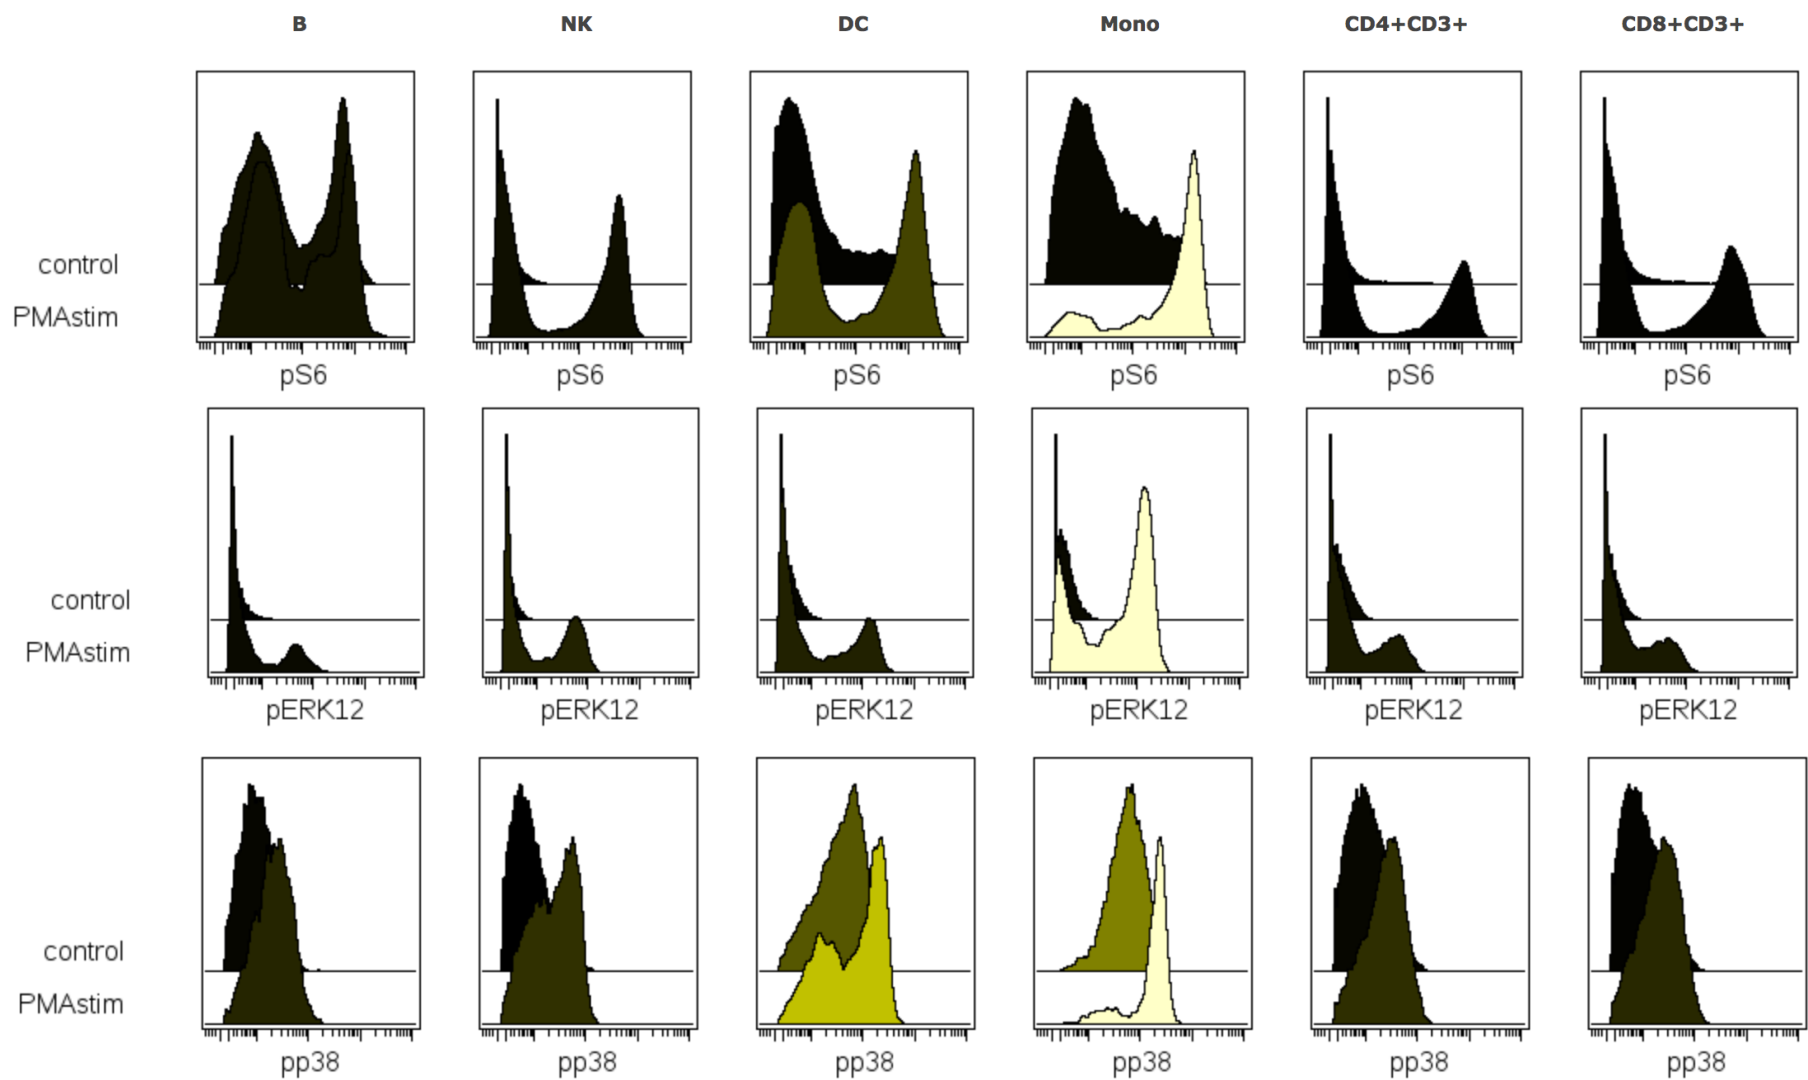 B NK DC Mono CD4+CD3+ CD8+CD3+
control
PMAstim
pS6 pS6 pS6 pS6 pS6 pS6
control
PMAstim
pERK12 pERK12 pERK12 pERK12 pERK12 pERK12
control
PMAstim
pp38 pp38 pp38 pp38 pp38 pp38